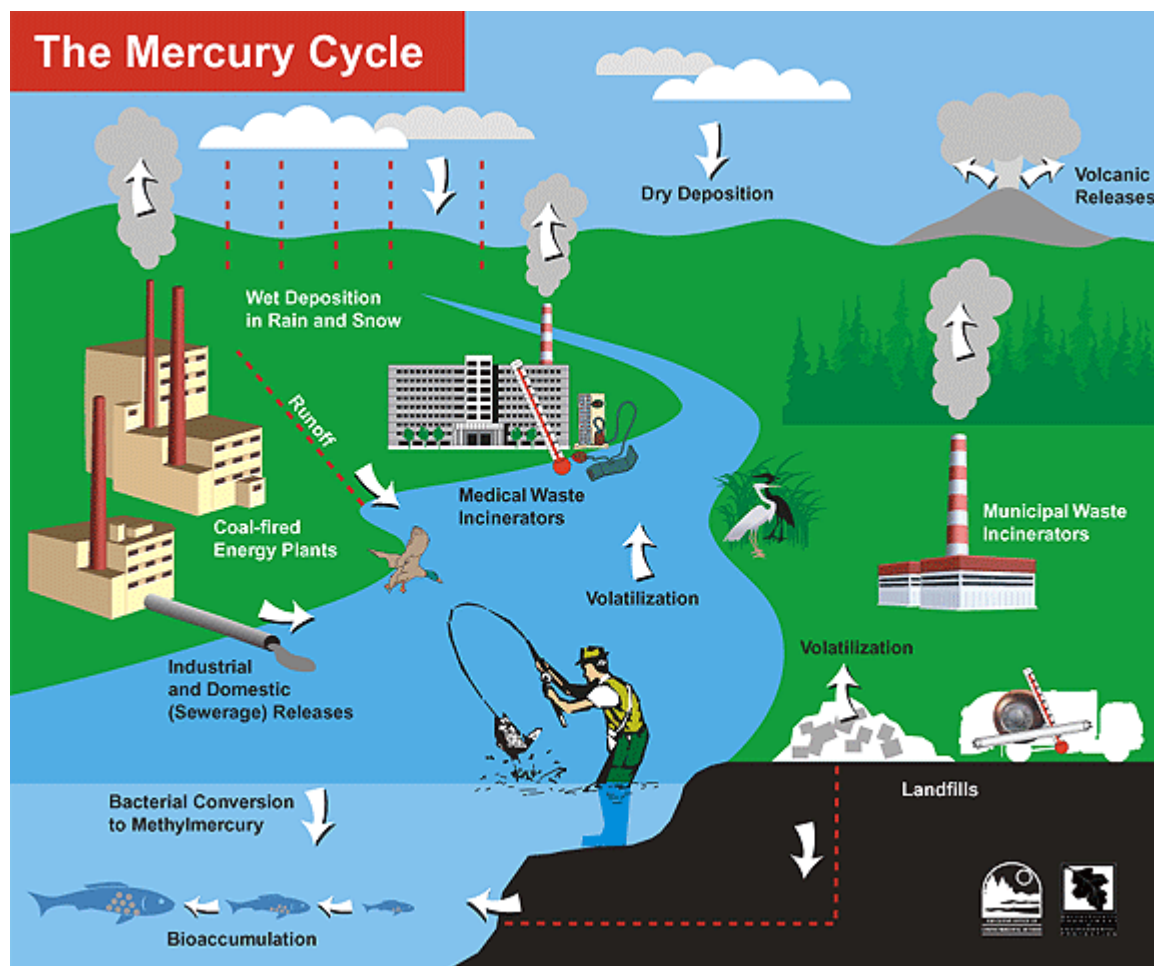 The Mercury Cycle
Dry Deposition
Volcanic
Releases
Wet Deposition
in Rain and Snow
Runoff
Coal-fired
Energy Plants
Medical Waste
Incinerators
Municipal Waste
Incinerators
Volatilization
Volatilization
Industrial
and Domestic
(Sewerage) Releases
Landfills
Bacterial Conversion
to Methylmercury
Bioaccumulation